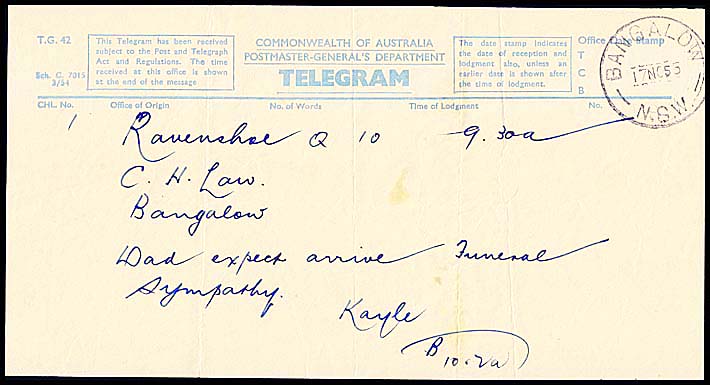 T.G. 42
Sch. C. 7015
3/54
This Telegram has been received
subject to the Post and Telegraph
Act and Regulations. The time
received at this office is shown
at the end of the message
COMMONWEALTH OF AUSTRALIA
POSTMASTER-GENERAL'S DEPARTMENT
TELEGRAM
The date stamp indicates
the date of reception and
lodgment also, unless an
earlier date is shown after
the time of lodgment.
Office Date Stamp
T
C
B
BANGALOW
17NO55
N.S.W.
CHL. No. Office of Origin No. of Words Time of Lodgment No.
1 Ravenshoe Q 10 9.30a
C. H. Law.
Bangalow
Dad expect arrive Funeral
Sympathy.
Kayle
B